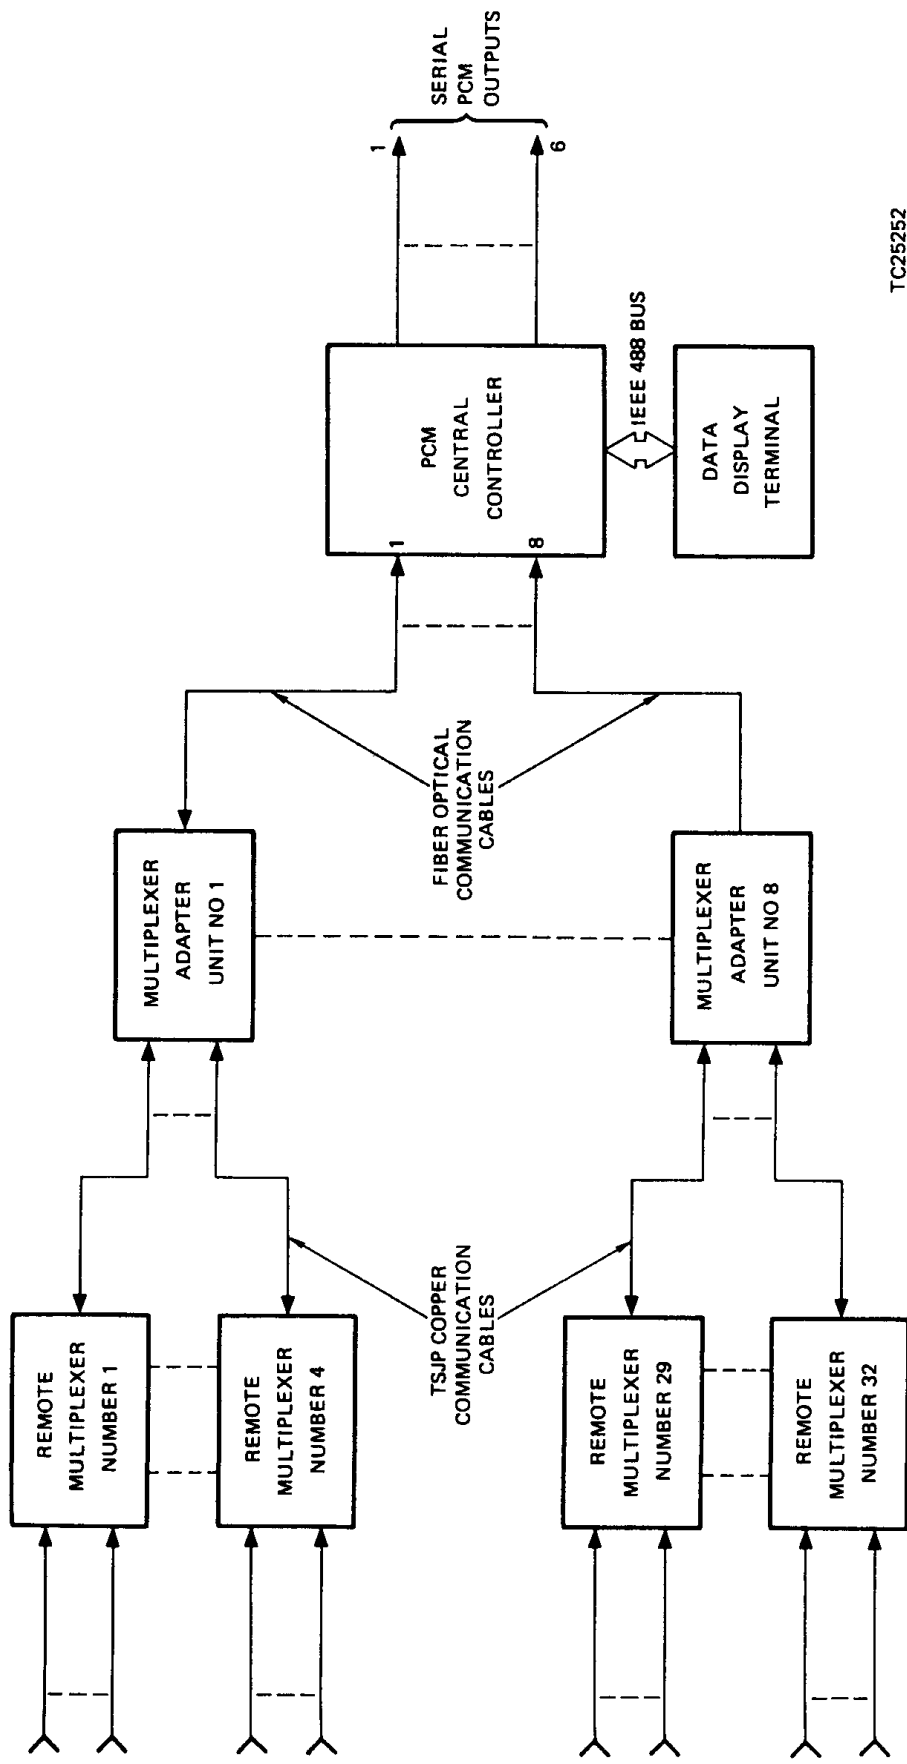 REMOTE
MULTIPLEXER
NUMBER 1
REMOTE
MULTIPLEXER
NUMBER 4
TSJP COPPER
COMMUNICATION
CABLES
REMOTE
MULTIPLEXER
NUMBER 29
REMOTE
MULTIPLEXER
NUMBER 32
MULTIPLEXER
ADAPTER
UNIT NO 1
FIBER OPTICAL
COMMUNICATION
CABLES
MULTIPLEXER
ADAPTER
UNIT NO 8
1
8
PCM
CENTRAL
CONTROLLER
IEEE 488 BUS
DATA
DISPLAY
TERMINAL
1
6
SERIAL
PCM
OUTPUTS
TC25252